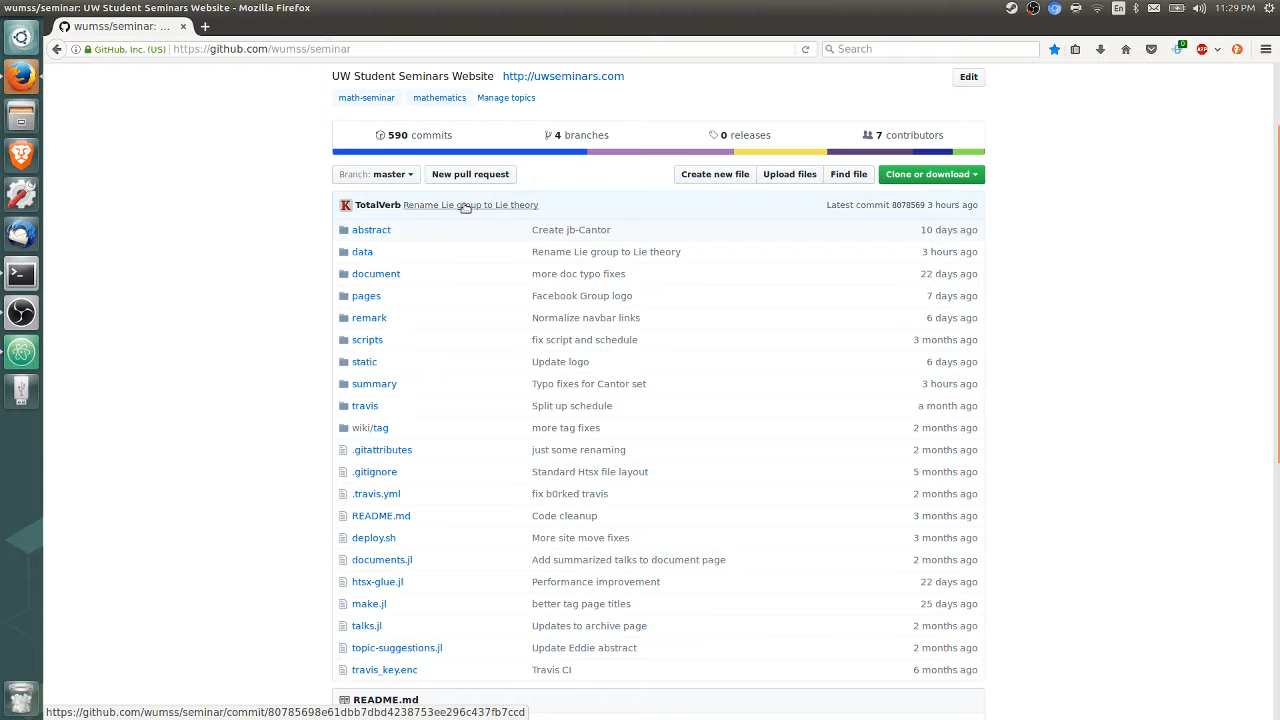 wumss/seminar: UW Student Seminars Website - Mozilla Firefox
En
11:29 PM
wumss/seminar: UW ...
GitHub, Inc. (US)
https://github.com/wumss/seminar
Search
0
ABP
UW Student Seminars Website http://uwseminars.com
Edit
math-seminar mathematics Manage topics
590 commits 4 branches 0 releases 7 contributors
Branch: master New pull request Create new file Upload files Find file Clone or download
TotalVerb Rename Lie group to Lie theory Latest commit 8078569 3 hours ago
abstract Create jb-Cantor 10 days ago
data Rename Lie group to Lie theory 3 hours ago
document more doc typo fixes 22 days ago
pages Facebook Group logo 7 days ago
remark Normalize navbar links 6 days ago
scripts fix script and schedule 3 months ago
static Update logo 6 days ago
summary Typo fixes for Cantor set 3 hours ago
travis Split up schedule a month ago
wiki/tag more tag fixes 2 months ago
.gitattributes just some renaming 2 months ago
.gitignore Standard Htsx file layout 5 months ago
.travis.yml fix b0rked travis 2 months ago
README.md Code cleanup 3 months ago
deploy.sh More site move fixes 3 months ago
documents.jl Add summarized talks to document page 2 months ago
htsx-glue.jl Performance improvement 22 days ago
make.jl better tag page titles 25 days ago
talks.jl Updates to archive page 2 months ago
topic-suggestions.jl Update Eddie abstract 2 months ago
travis_key.enc Travis CI 6 months ago
README.md
https://github.com/wumss/seminar/commit/80785698e61dbb7dbd4238753ee296c437fb7ccd